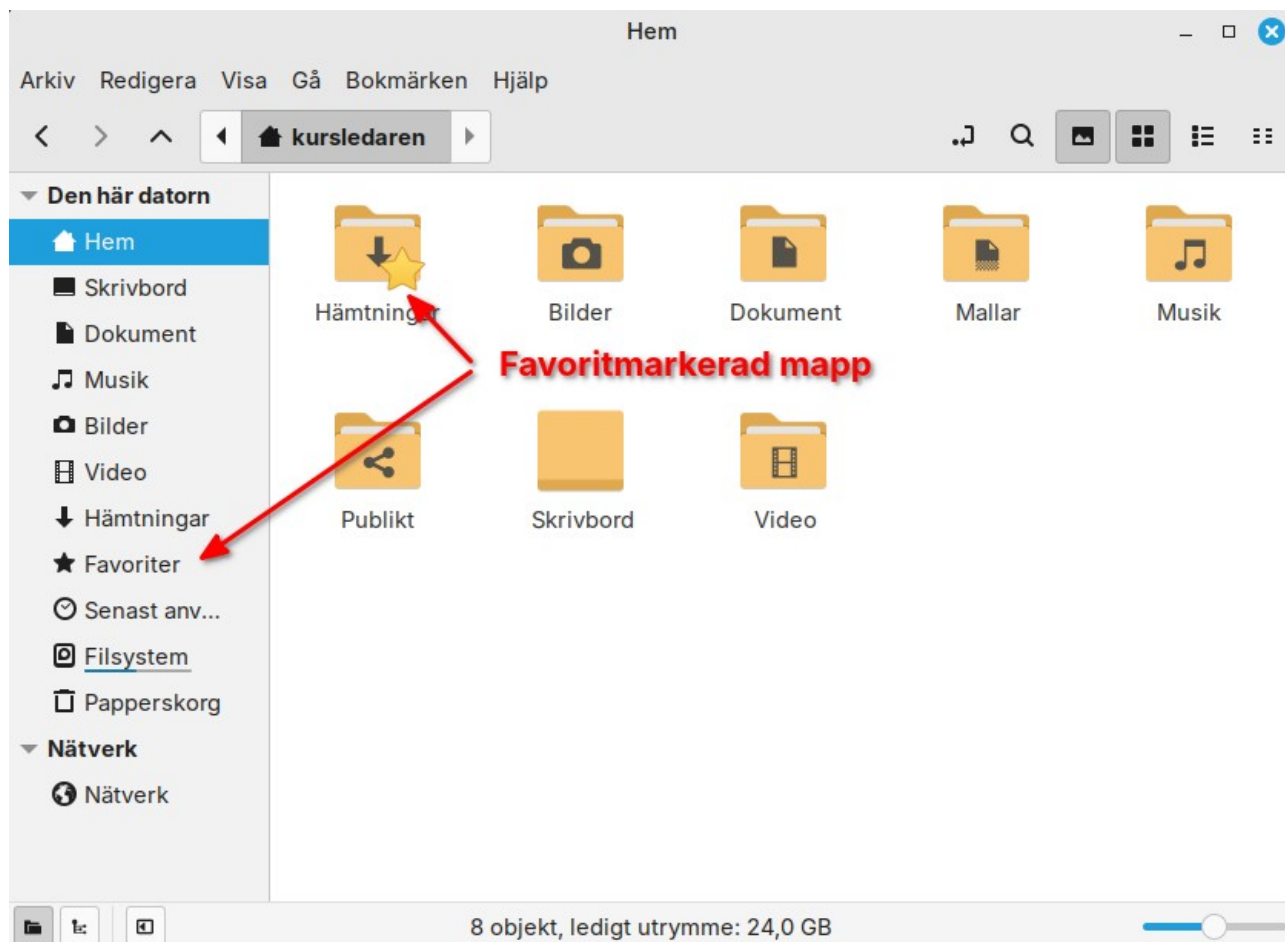 Hem
Arkiv Redigera Visa Gå Bokmärken Hjälp
kursledaren
Den här datorn
Hem
Skrivbord
Dokument
Musik
Bilder
Video
Hämtningar
Favoriter
Senast anv...
Filsystem
Papperskorg
Nätverk
Nätverk
Hämtningar Bilder Dokument Mallar Musik
Favoritmarkerad mapp
Publikt Skrivbord Video
8 objekt, ledigt utrymme: 24,0 GB